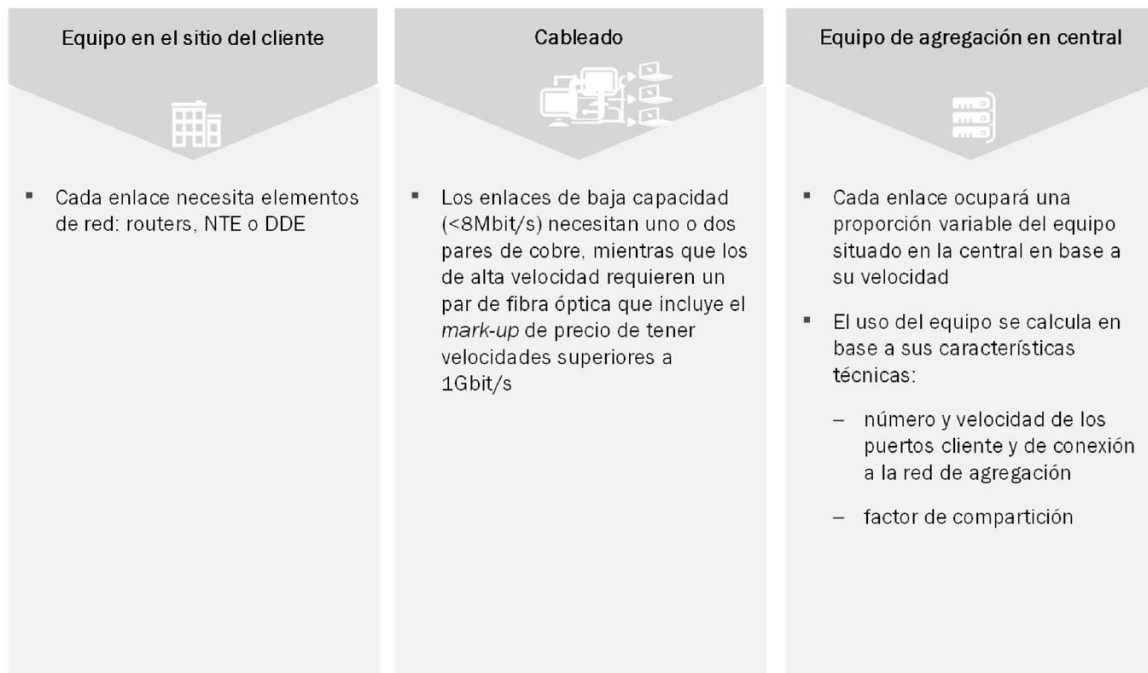 Equipo en el sitio del cliente
▪ Cada enlace necesita elementos
de red: routers, NTE o DDE
Cableado
▪ Los enlaces de baja capacidad
(<8Mbit/s) necesitan uno o dos
pares de cobre, mientras que los
de alta velocidad requieren un
par de fibra óptica que incluye el
mark-up de precio de tener
velocidades superiores a
1Gbit/s
Equipo de agregación en central
▪ Cada enlace ocupará una
proporción variable del equipo
situado en la central en base a
su velocidad
▪ El uso del equipo se calcula en
base a sus características
técnicas:
– número y velocidad de los
puertos cliente y de conexión
a la red de agregación
– factor de compartición